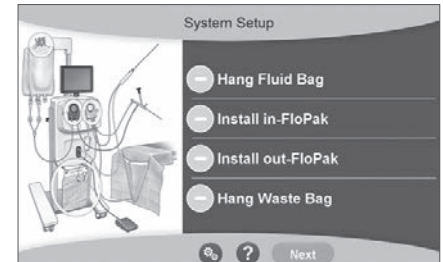 System Setup
Hang Fluid Bag
Install in-FloPak
Install out-FloPak
Hang Waste Bag
?
Next